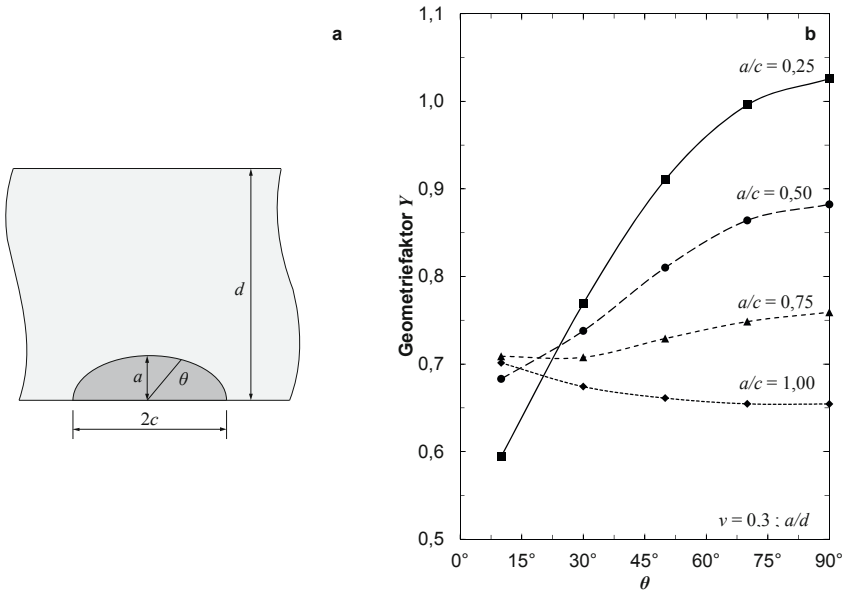 a
d
a
θ
2c
b
1,1
1,0
0,9
0,8
0,7
0,6
0,5
Geometriefaktor Y
a/c = 0,25
a/c = 0,50
a/c = 0,75
a/c = 1,00
ν = 0.3 ; a/d
0° 15° 30° 45° 60° 75° 90°
θ